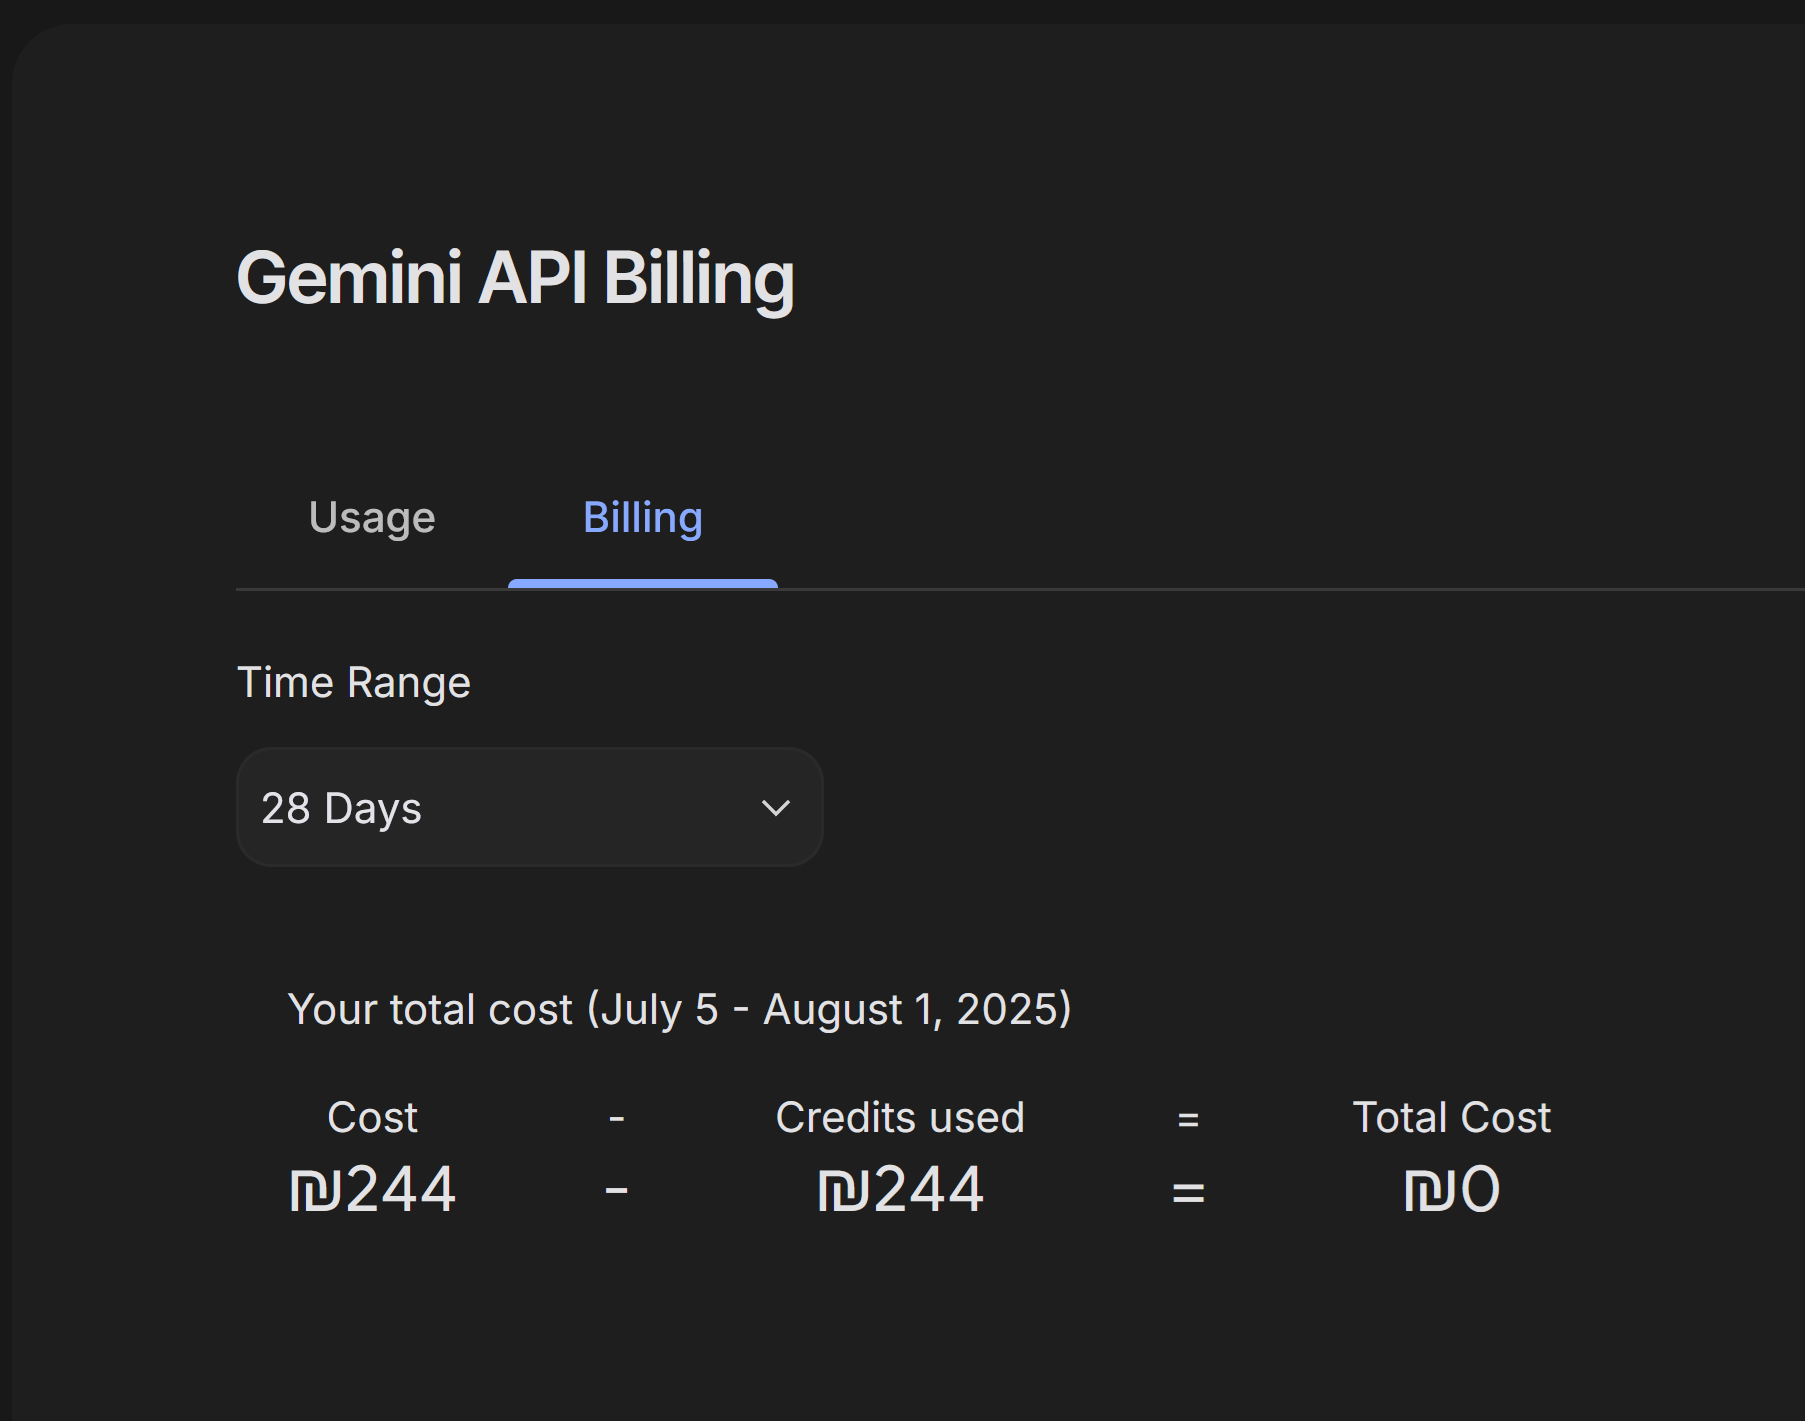 Gemini API Billing
Usage Billing
Time Range
28 Days
Your total cost (July 5 - August 1, 2025)
Cost - Credits used = Total Cost
₪244 - ₪244 = ₪0